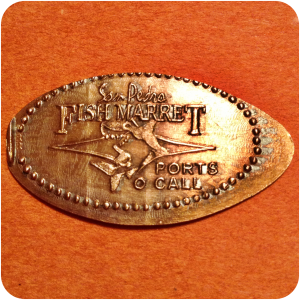 San Pedro
FISH MARKET
PORTS
O CALL